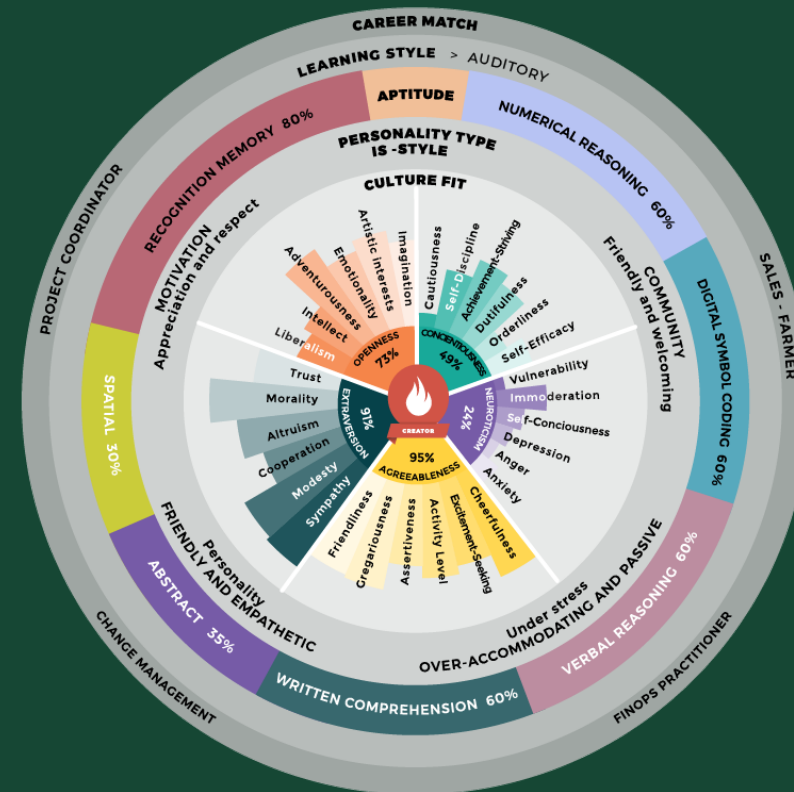 CAREER MATCH
LEARNING STYLE > AUDITORY
APTITUDE
NUMERICAL REASONING 60%
DIGITAL SYMBOL CODING 60%
VERBAL REASONING 60%
WRITTEN COMPREHENSION 60%
ABSTRACT 35%
SPATIAL 30%
RECOGNITION MEMORY 80%
PROJECT COORDINATOR
SALES - FARMER
FINOPS PRACTITIONER
CHANGE MANAGEMENT
PERSONALITY TYPE
IS -STYLE
MOTIVATION
Appreciation and respect
COMMUNITY
Friendly and welcoming
Under stress
OVER-ACCOMMODATING AND PASSIVE
Personality
FRIENDLY AND EMPATHETIC
CULTURE FIT
Liberalism
Intellect
Adventurousness
Emotionality
Artistic Interests
Imagination
OPENNESS
73%
Cautiousness
Self-Discipline
Achievement-Striving
Dutifulness
Orderliness
Self-Efficacy
CONCIENTIOUSNESS
49%
Vulnerability
Immoderation
Self-Conciousness
Depression
Anger
Anxiety
NEUROTICISM
24%
Cheerfulness
Excitement-Seeking
Activity Level
Assertiveness
Gregariousness
Friendliness
95%
AGREEABLENESS
Sympathy
Modesty
Cooperation
Altruism
Morality
Trust
EXTRAVERSION
91%
CREATOR